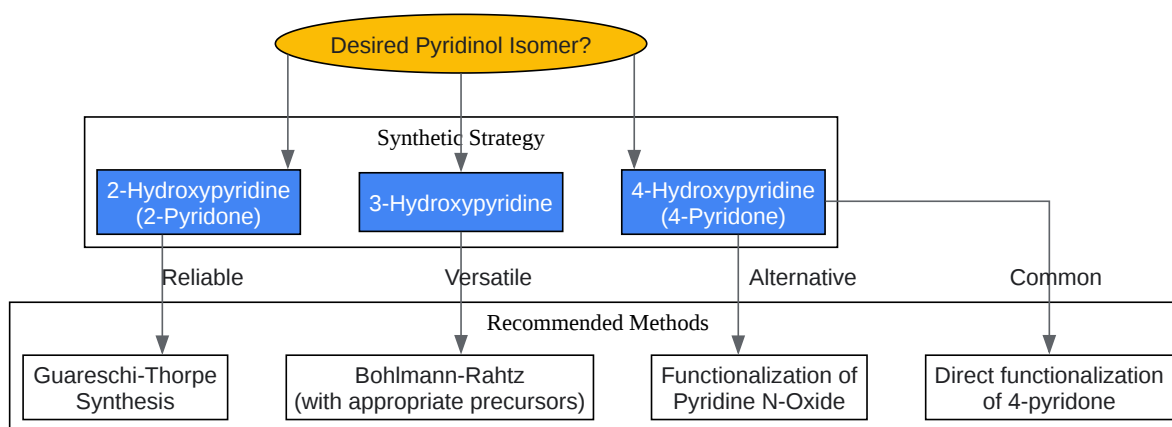 Desired Pyridinol Isomer?
Synthetic Strategy
2-Hydroxypyridine
(2-Pyridone)
3-Hydroxypyridine
4-Hydroxypyridine
(4-Pyridone)
Reliable
Versatile
Alternative
Common
Recommended Methods
Guareschi-Thorpe
Synthesis
Bohlmann-Rahtz
(with appropriate precursors)
Functionalization of
Pyridine N-Oxide
Direct functionalization
of 4-pyridone